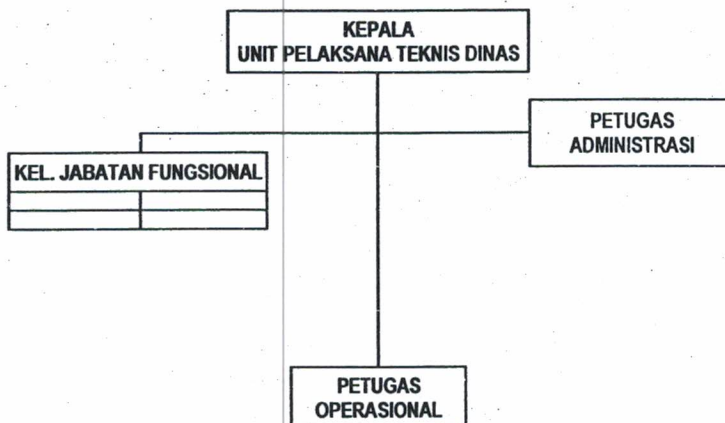 KEPALA
UNIT PELAKSANA TEKNIS DINAS
PETUGAS
ADMINISTRASI
KEL. JABATAN FUNGSIONAL
PETUGAS
OPERASIONAL